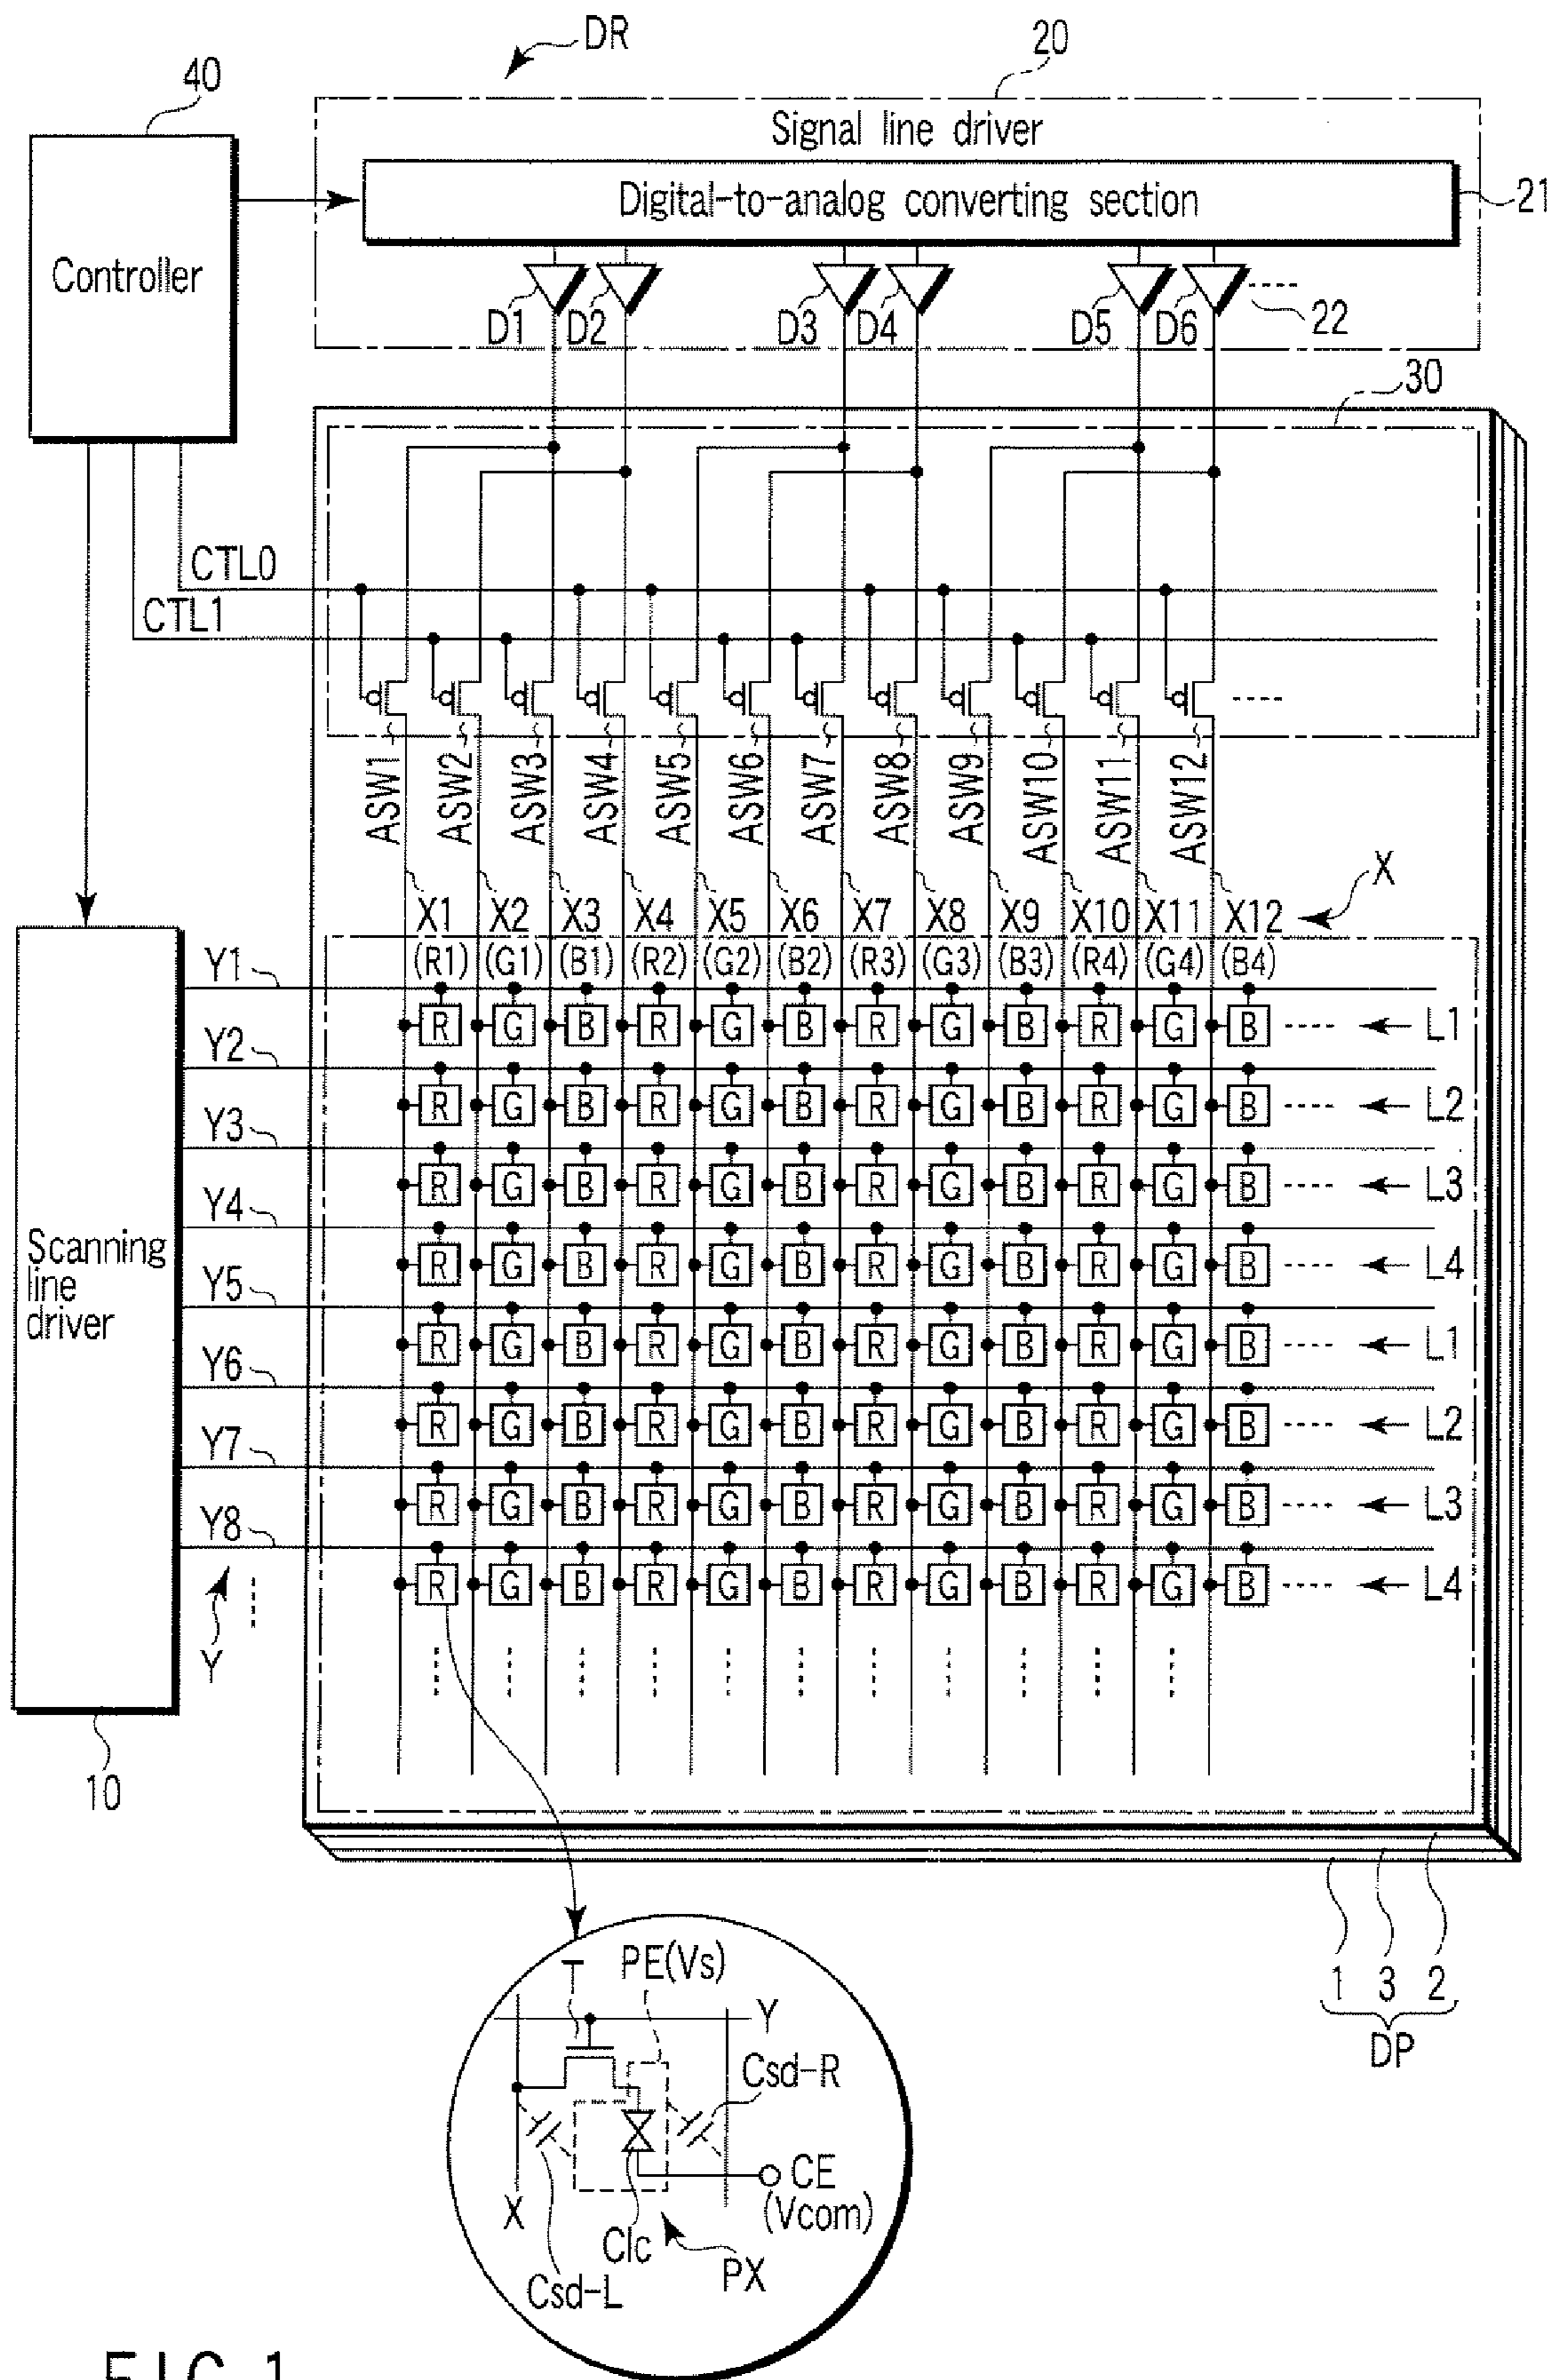 DR
20
40
Signal line driver
Digital-to-analog converting section
21
Controller
D1 D2 D3 D4 D5 D6
22
30
CTL0
CTL1
ASW1 ASW2 ASW3 ASW4 ASW5 ASW6 ASW7 ASW8 ASW9 ASW10 ASW11 ASW12
X
X1 X2 X3 X4 X5 X6 X7 X8 X9 X10 X11 X12
(R1) (G1) (B1) (R2) (G2) (B2) (R3) (G3) (B3) (R4) (G4) (B4)
Y1
R G B R G B R G B R G B L1
Y2
R G B R G B R G B R G B L2
Y3
R G B R G B R G B R G B L3
Y4
R G B R G B R G B R G B L4
Scanning
line
driver
Y5
R G B R G B R G B R G B L1
Y6
R G B R G B R G B R G B L2
Y7
R G B R G B R G B R G B L3
Y8
R G B R G B R G B R G B L4
Y
10
1 3 2
DP
T
PE(Vs)
Y
Csd-R
CE
(Vcom)
X
Clc
PX
Csd-L
FIG. 1